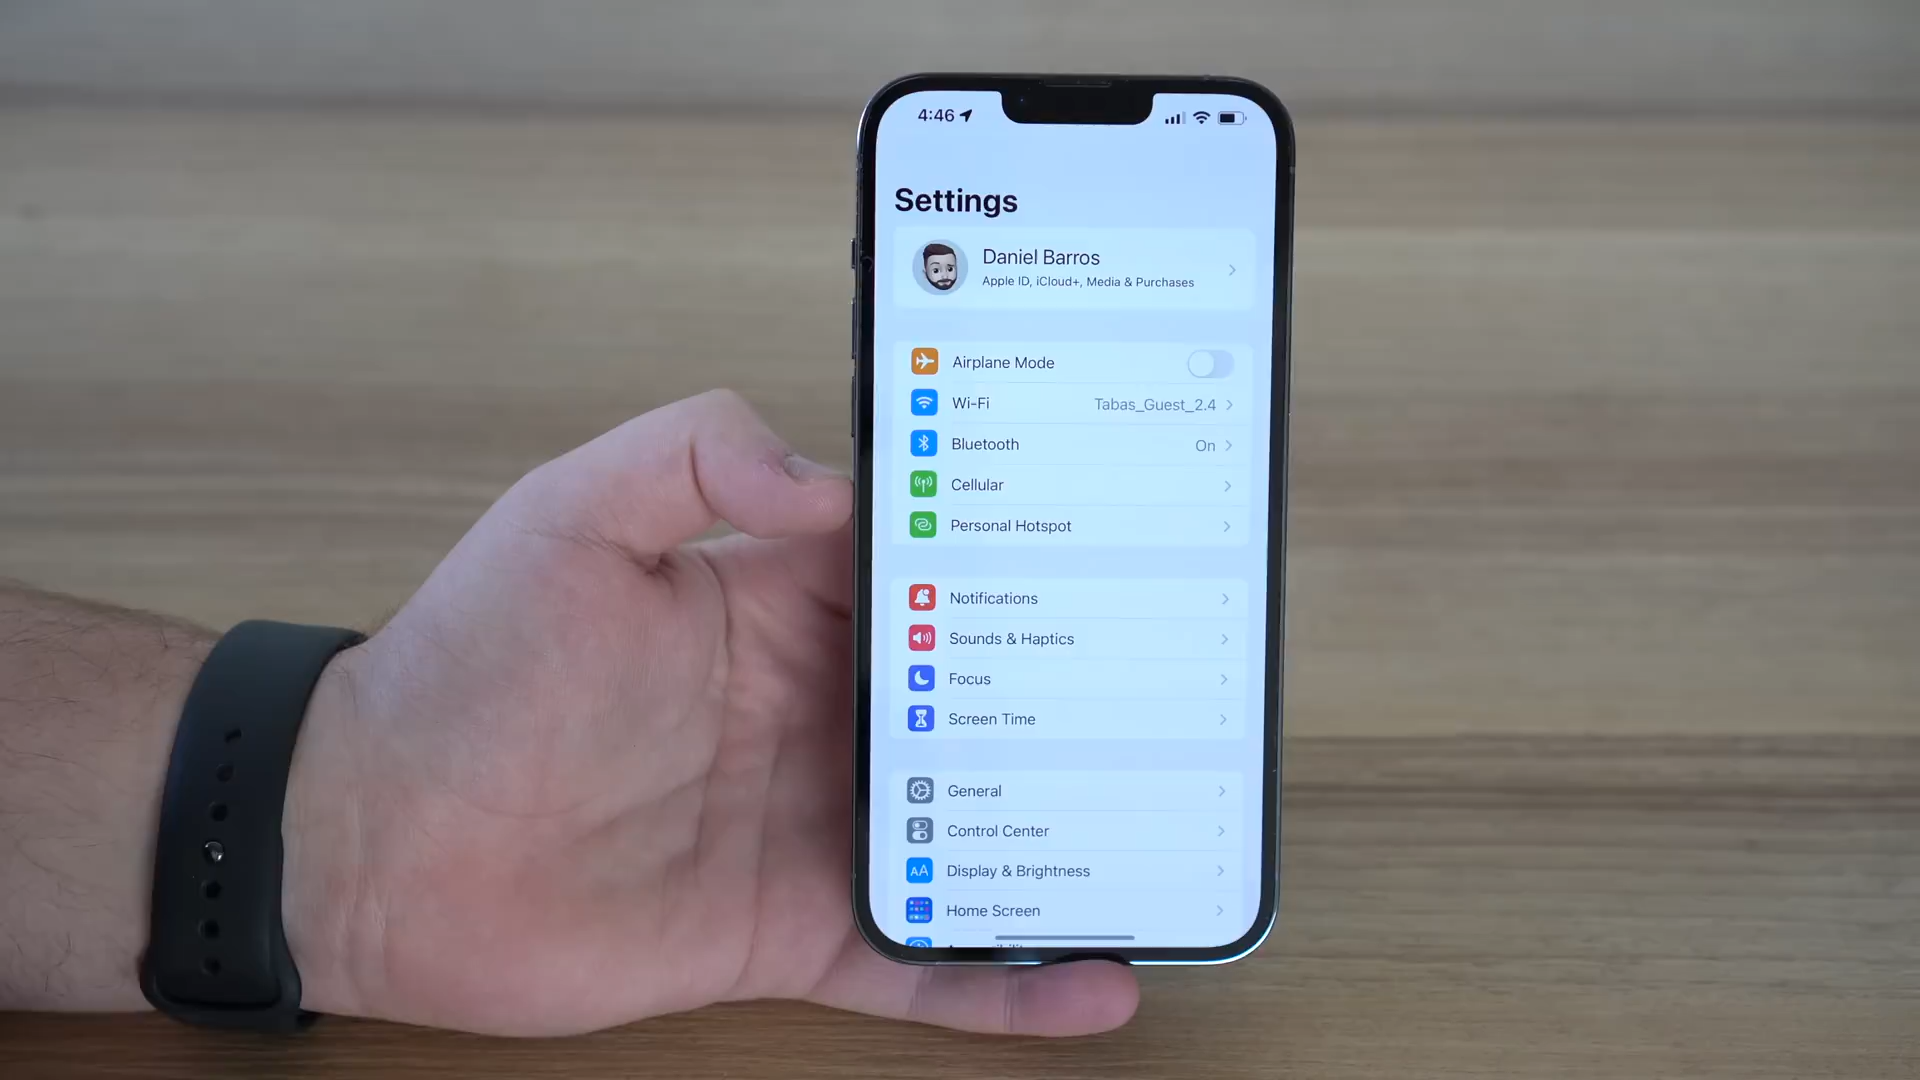 4:46
Settings
Daniel Barros
Apple ID, iCloud+, Media & Purchases
Airplane Mode
Wi-Fi Tabas_Guest_2.4
Bluetooth On
Cellular
Personal Hotspot
Notifications
Sounds & Haptics
Focus
Screen Time
General
Control Center
AA Display & Brightness
Home Screen